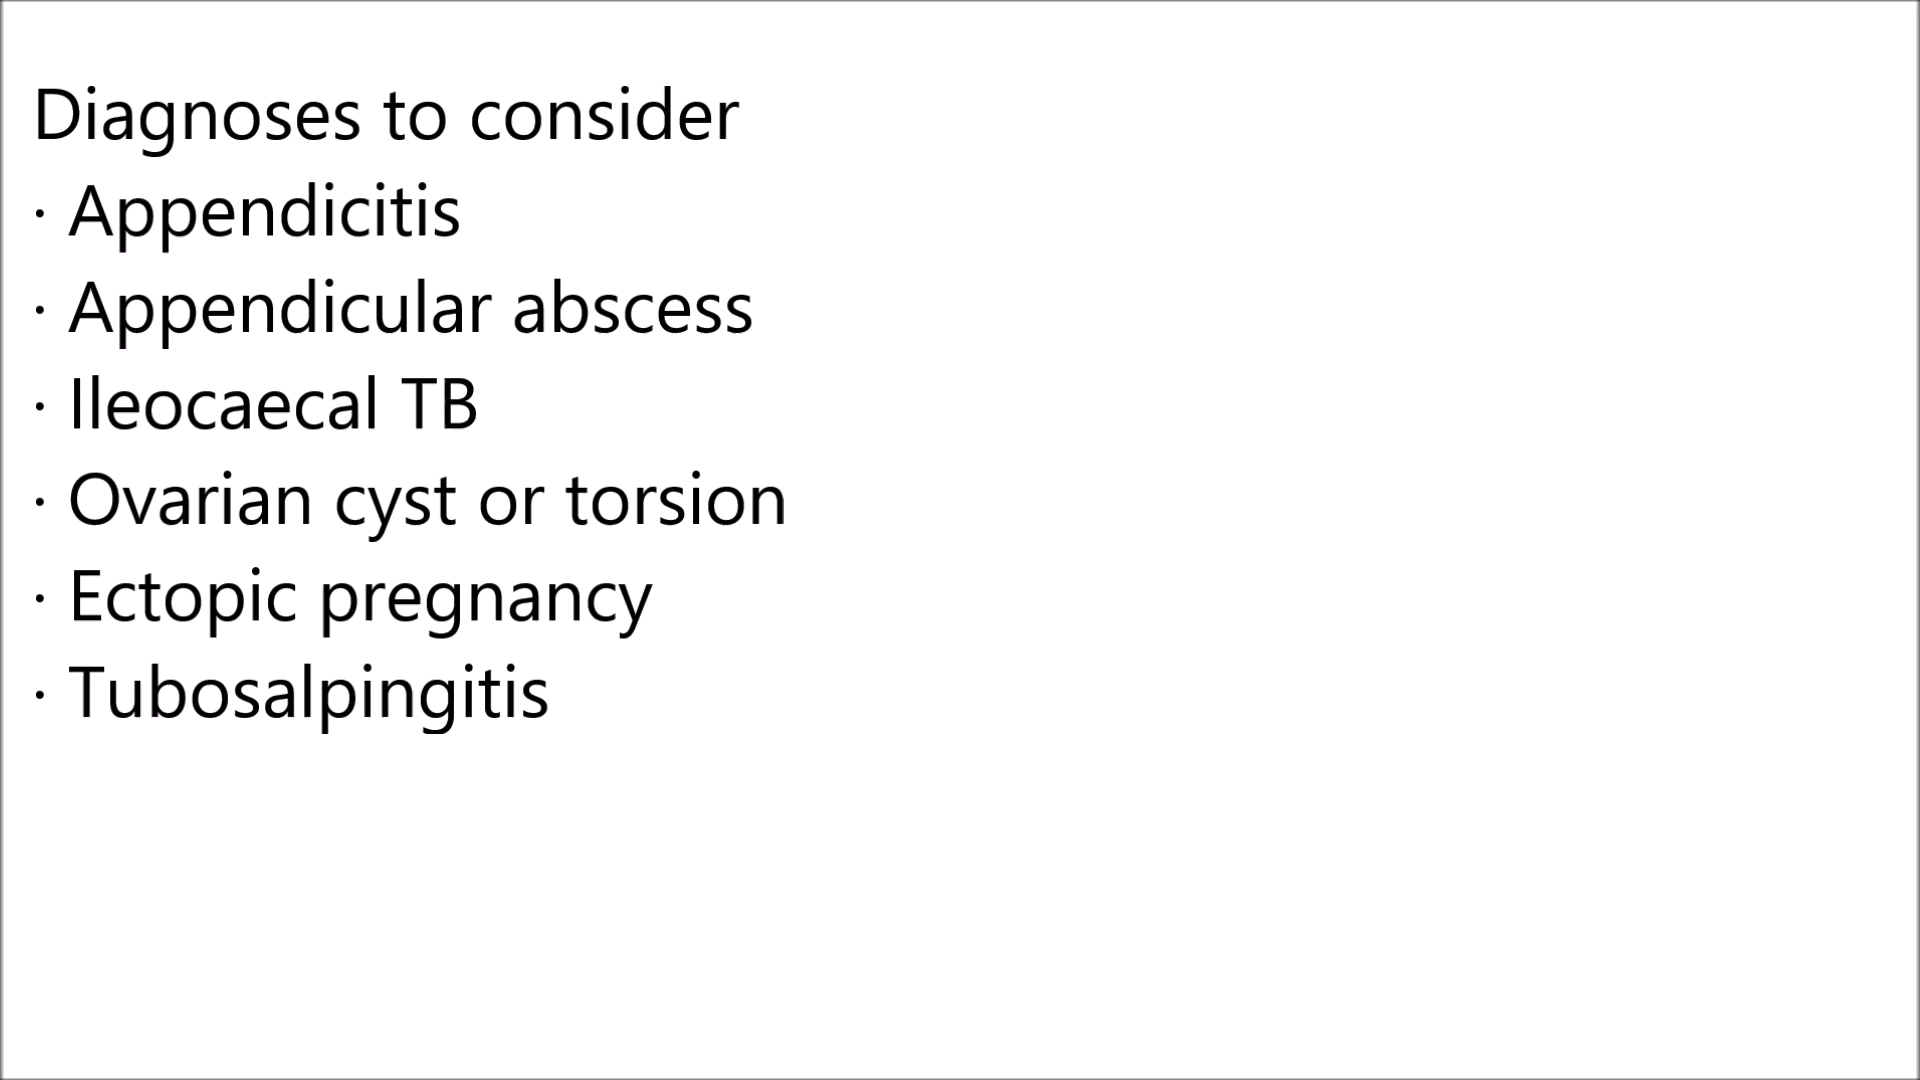 Diagnoses to consider
· Appendicitis
· Appendicular abscess
· Ileocaecal TB
· Ovarian cyst or torsion
· Ectopic pregnancy
· Tubosalpingitis